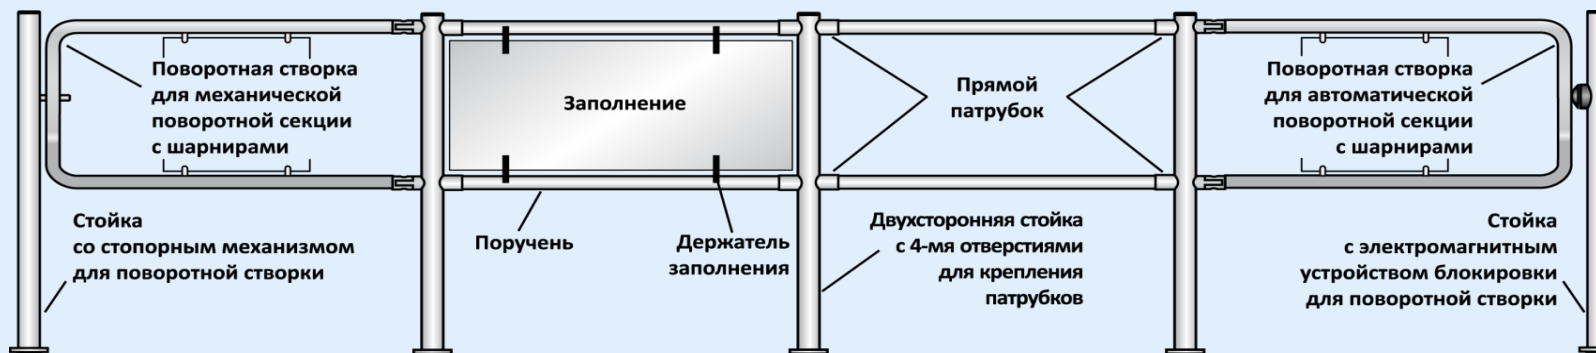 Поворотная створка
для механической
поворотной секции
с шарнирами
Заполнение
Прямой
патрубок
Поворотная створка
для автоматической
поворотной секции
с шарнирами
Стойка
со стопорным механизмом
для поворотной створки
Поручень
Держатель
заполнения
Двухсторонняя стойка
с 4-мя отверстиями
для крепления
патрубков
Стойка
с электромагнитным
устройством блокировки
для поворотной створки